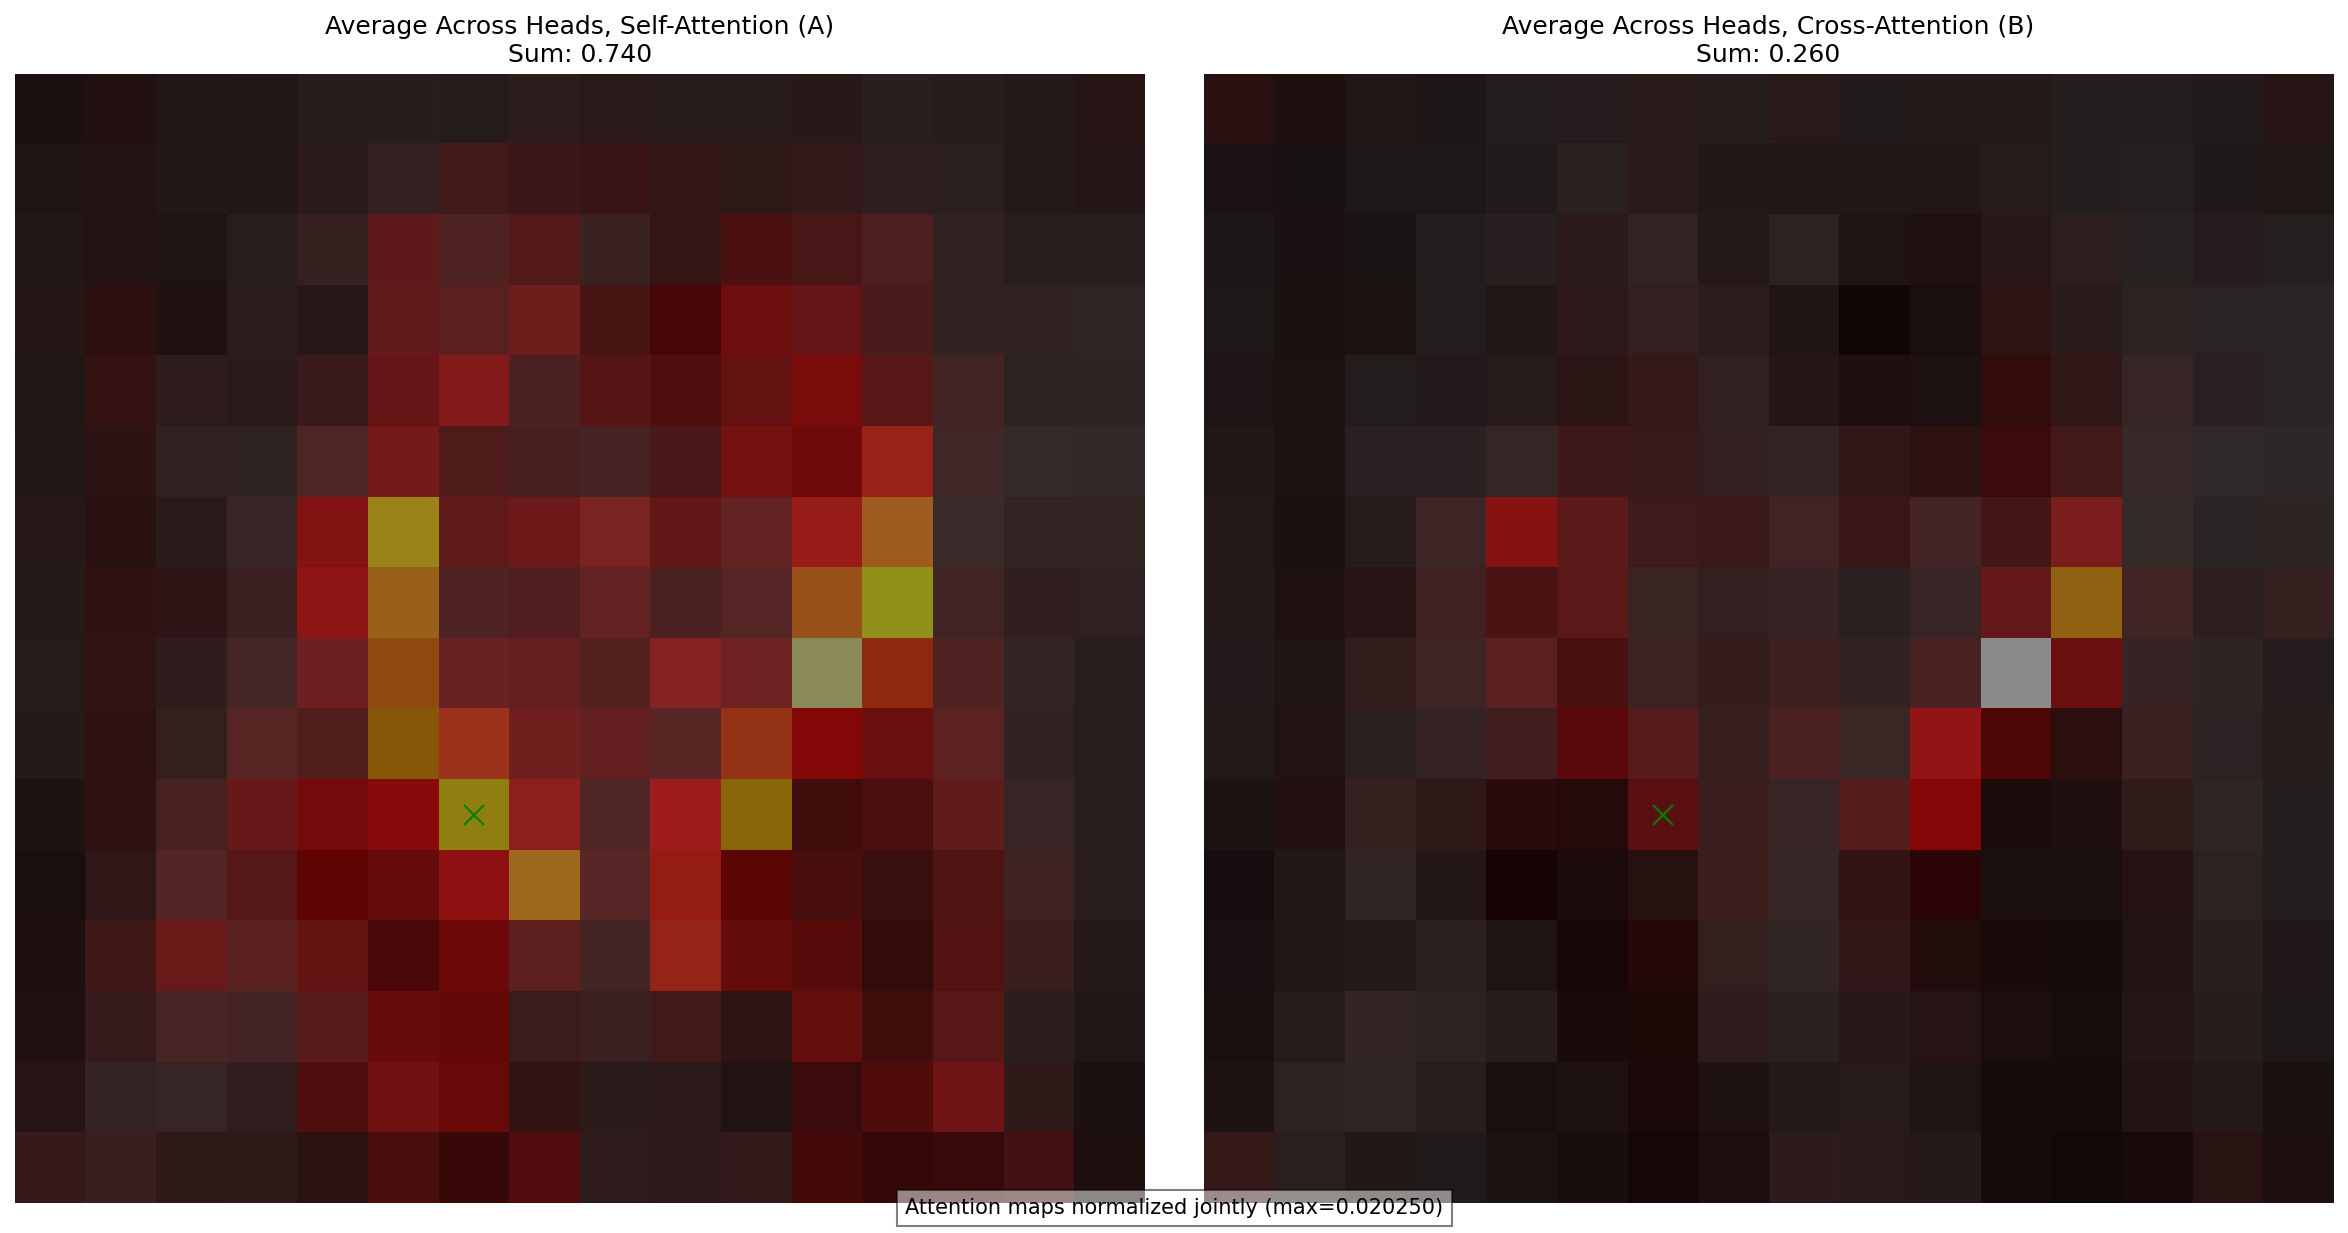 Average Across Heads, Self-Attention (A)
Sum: 0.740
Average Across Heads, Cross-Attention (B)
Sum: 0.260
Attention maps normalized jointly (max=0.020250)